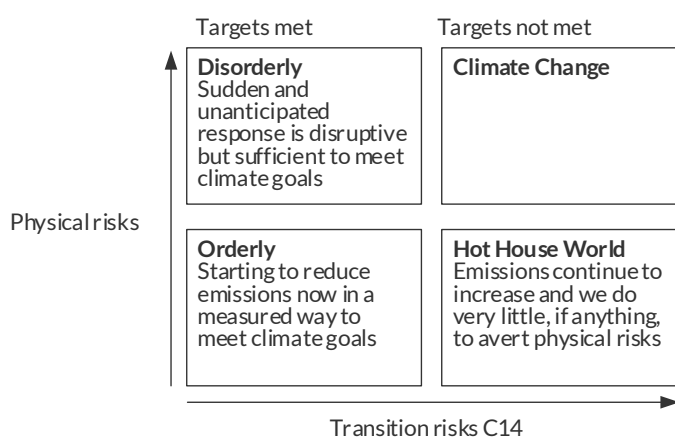 Targets met
Targets not met
Disorderly
Sudden and
unanticipated
response is disruptive
but sufficient to meet
climate goals
Climate Change
Physical risks
Orderly
Starting to reduce
emissions now in a
measured way to
meet climate goals
Hot House World
Emissions continue to
increase and we do
very little, if anything,
to avert physical risks
Transition risks C14